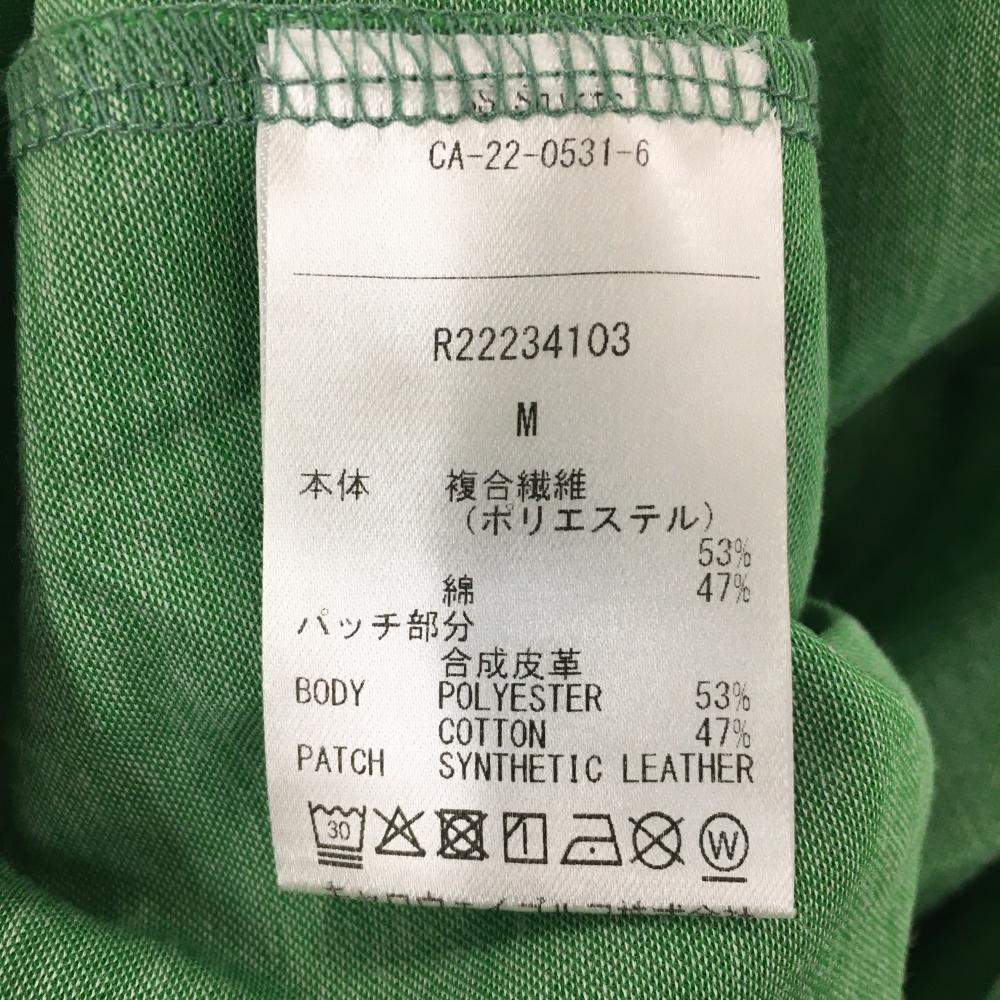 CA-22-0531-6
R22234103
M
本体 複合繊維
(ポリエステル)
53%
綿 47%
パッチ部分
合成皮革
BODY POLYESTER 53%
COTTON 47%
PATCH SYNTHETIC LEATHER
30 W